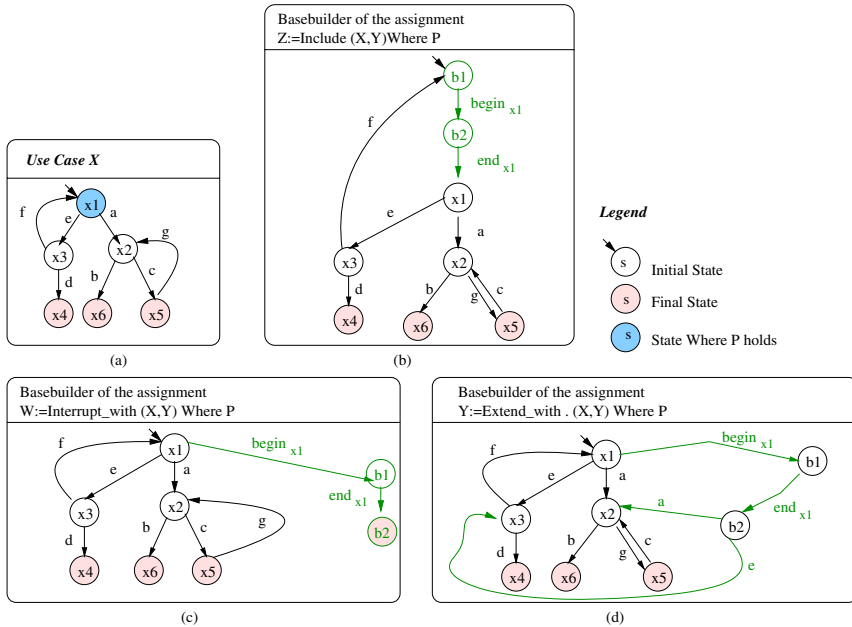 Basebuilder of the assignment
Z:=Include (X,Y)Where P
b1
begin x1
f
b2
end x1
x1
e
a
x3
x2
d
b
g
c
x4
x6
x5
(b)
Use Case X
x1
f
e
a
g
x3
x2
d
b
c
x4
x6
x5
(a)
Legend
s
Initial State
s
Final State
s
State Where P holds
Basebuilder of the assignment
W:=Interrupt_with (X,Y) Where P
f
x1
begin x1
e
a
b1
end x1
x3
x2
b
c
g
b2
d
x4
x6
x5
(c)
Basebuilder of the assignment
Y:=Extend_with . (X,Y) Where P
begin x1
f
x1
b1
e
a
end x1
a
x3
x2
b2
d
b
g
c
e
x4
x6
x5
(d)